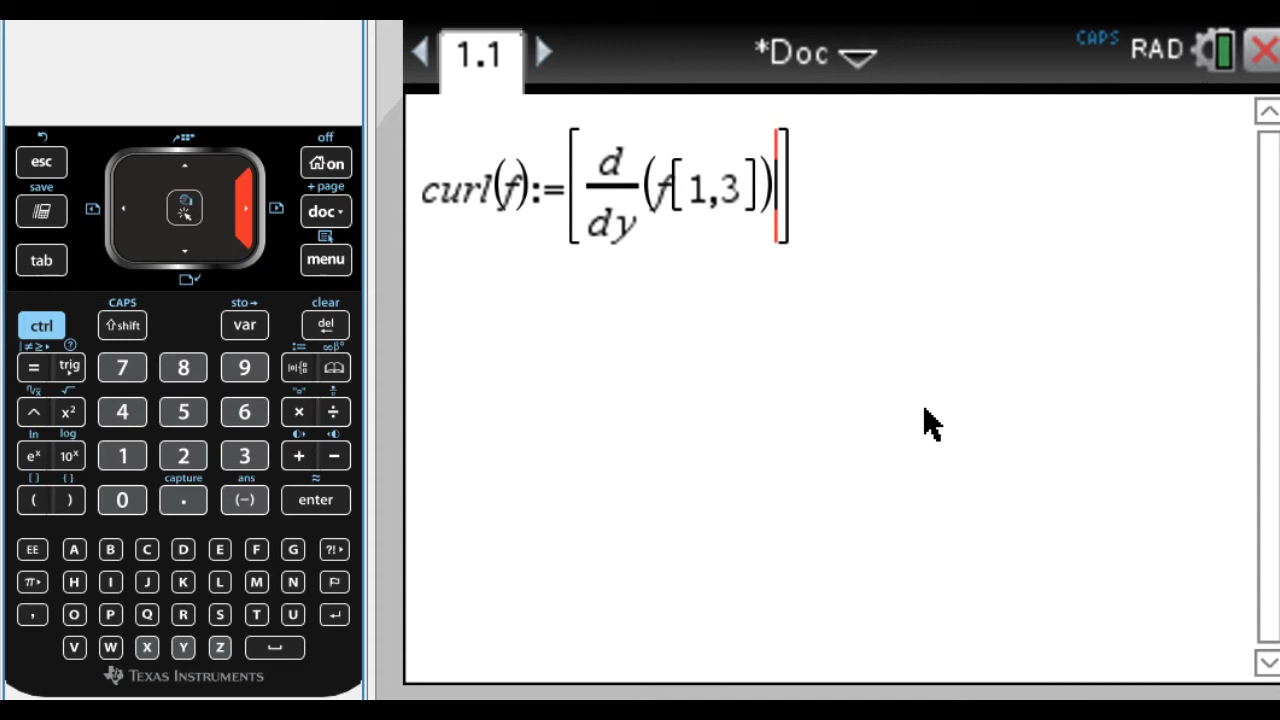 1.1 *Doc CAPS RAD
curl(f):=[d/dy(f[1,3])]
off
esc on
save + page
doc
tab menu
CAPS sto→ clear
ctrl ⇧shift var del
|≠≥▸ ? := ∞β°
= trig 7 8 9 |□|{□
ⁿ√x √ "□"
^ x² 4 5 6 × ÷
ln log
eˣ 10ˣ 1 2 3 + −
[ ] { } capture ans ≈
( ) 0 . (−) enter
EE A B C D E F G ?!▸
π▸ H I J K L M N
, O P Q R S T U ↵
V W X Y Z
TEXAS INSTRUMENTS